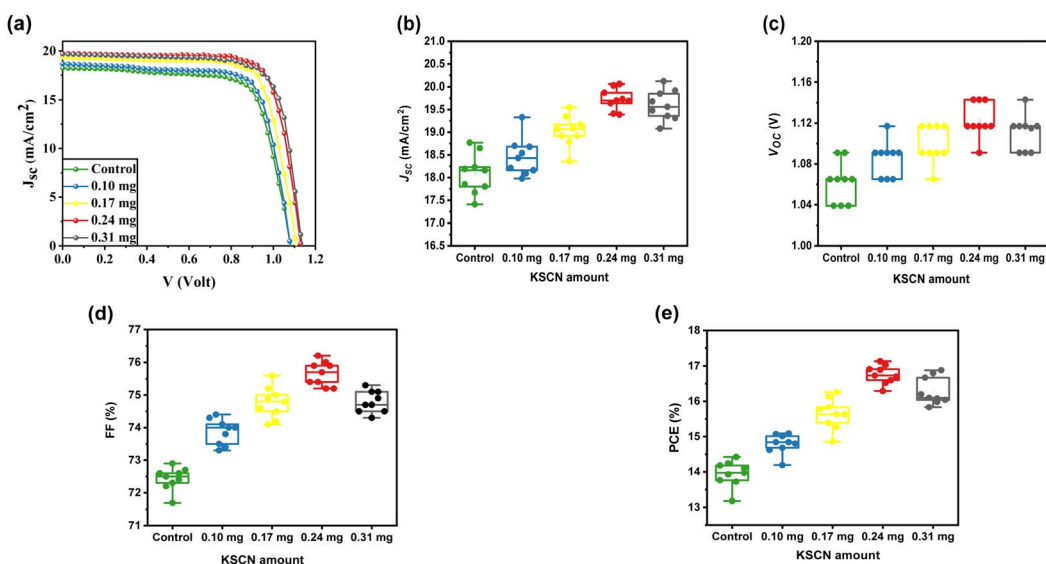 (a)
J_SC (mA/cm²)
20
15
10
5
0
Control
0.10 mg
0.17 mg
0.24 mg
0.31 mg
0.0 0.2 0.4 0.6 0.8 1.0 1.2
V (Volt)
(b)
J_SC (mA/cm²)
21.0
20.5
20.0
19.5
19.0
18.5
18.0
17.5
17.0
16.5
Control 0.10 mg 0.17 mg 0.24 mg 0.31 mg
KSCN amount
(c)
V_OC (V)
1.20
1.16
1.12
1.08
1.04
1.00
Control 0.10 mg 0.17 mg 0.24 mg 0.31 mg
KSCN amount
(d)
FF (%)
77
76
75
74
73
72
71
Control 0.10 mg 0.17 mg 0.24 mg 0.31 mg
KSCN amount
(e)
PCE (%)
18
17
16
15
14
13
Control 0.10 mg 0.17 mg 0.24 mg 0.31 mg
KSCN amount